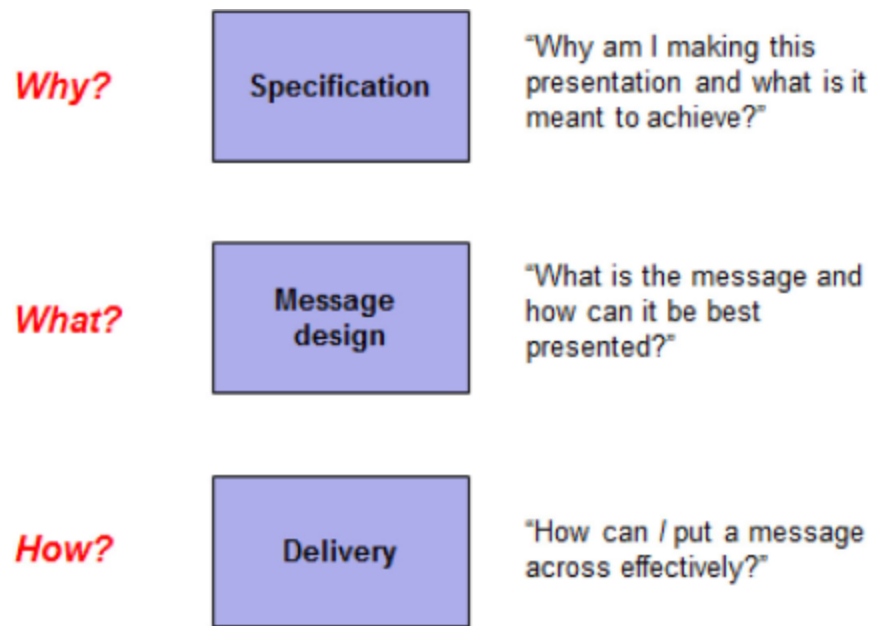 Why?
Specification
“Why am I making this
presentation and what is it
meant to achieve?”
What?
Message
design
“What is the message and
how can it be best
presented?”
How?
Delivery
“How can I put a message
across effectively?”